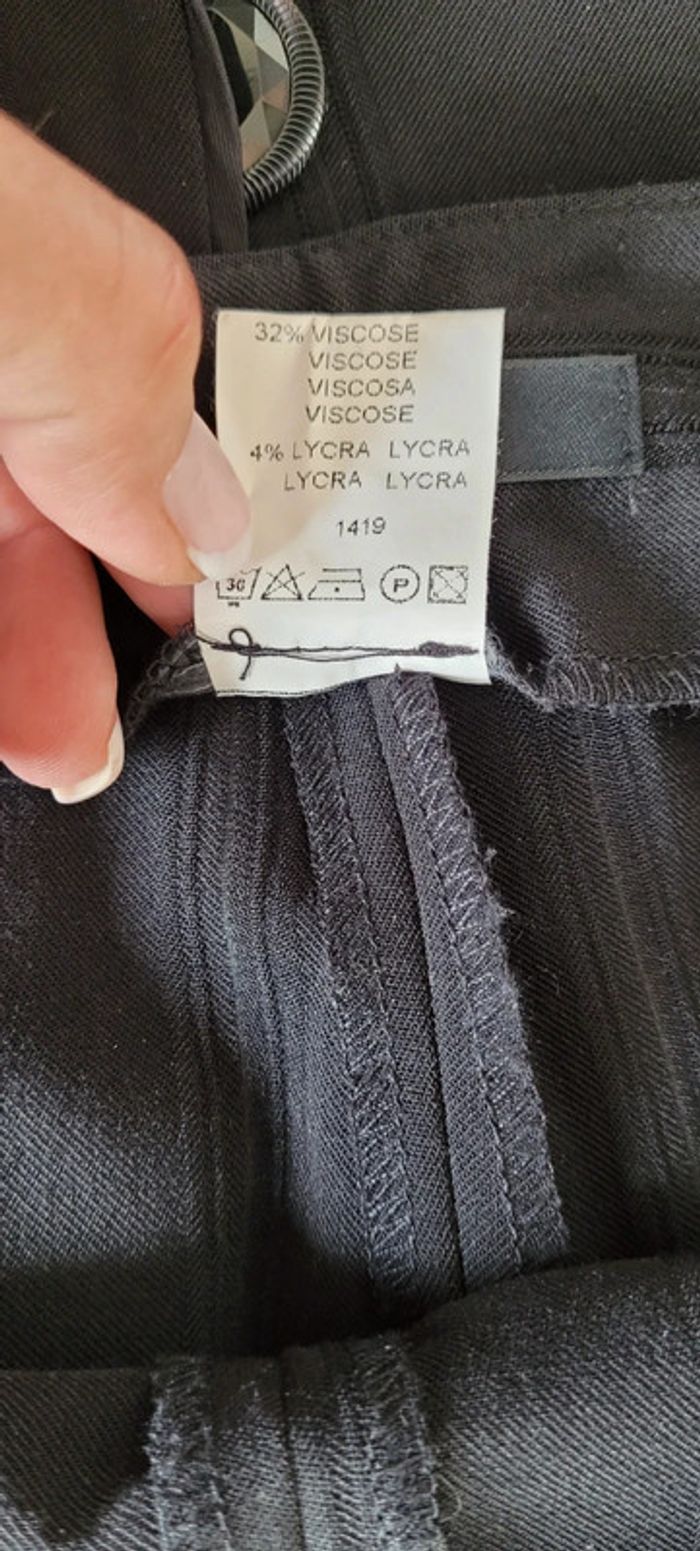 32% VISCOSE
VISCOSE
VISCOSA
VISCOSE
4% LYCRA LYCRA
LYCRA LYCRA
1419
30 P